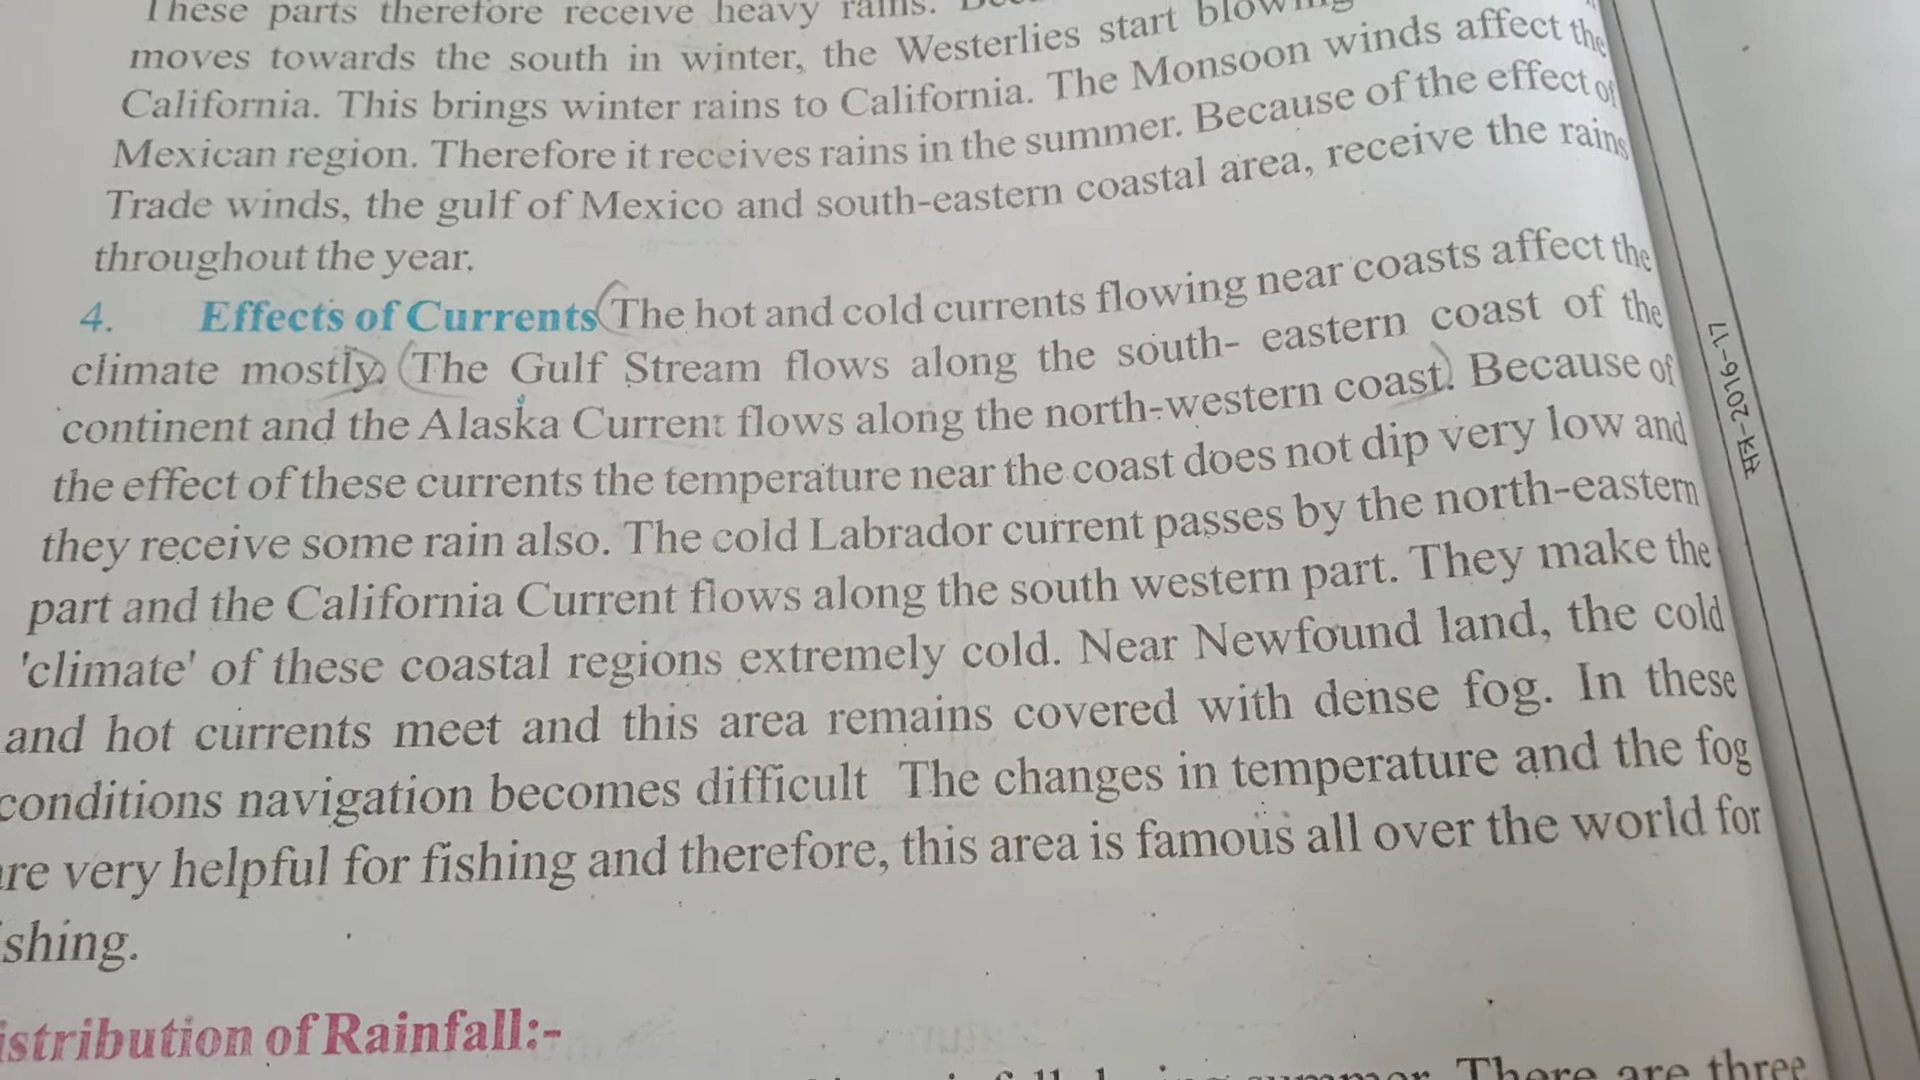 These parts therefore receive heavy rains.
moves towards the south in winter, the Westerlies start blowing
California. This brings winter rains to California. The Monsoon winds affect the
Mexican region. Therefore it receives rains in the summer. Because of the effect of
Trade winds, the gulf of Mexico and south-eastern coastal area, receive the rains
throughout the year.
4. Effects of Currents The hot and cold currents flowing near coasts affect the
climate mostly. The Gulf Stream flows along the south- eastern coast of the
continent and the Alaska Current flows along the north-western coast. Because of
the effect of these currents the temperature near the coast does not dip very low and
they receive some rain also. The cold Labrador current passes by the north-eastern
part and the California Current flows along the south western part. They make the
'climate' of these coastal regions extremely cold. Near Newfound land, the cold
and hot currents meet and this area remains covered with dense fog. In these
conditions navigation becomes difficult The changes in temperature and the fog
re very helpful for fishing and therefore, this area is famous all over the world for
shing.
istribution of Rainfall:-
summer. There are three
2016-17